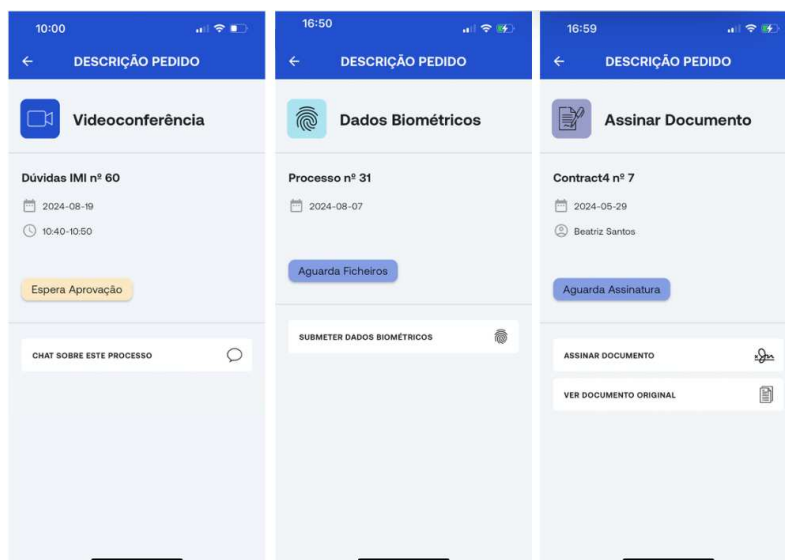 10:00
DESCRIÇÃO PEDIDO
Videoconferência
Dúvidas IMI nº 60
2024-08-19
10:40-10:50
Espera Aprovação
CHAT SOBRE ESTE PROCESSO
16:50
DESCRIÇÃO PEDIDO
Dados Biométricos
Processo nº 31
2024-08-07
Aguarda Ficheiros
SUBMETER DADOS BIOMÉTRICOS
16:59
DESCRIÇÃO PEDIDO
Assinar Documento
Contract4 nº 7
2024-05-29
Beatriz Santos
Aguarda Assinatura
ASSINAR DOCUMENTO
VER DOCUMENTO ORIGINAL